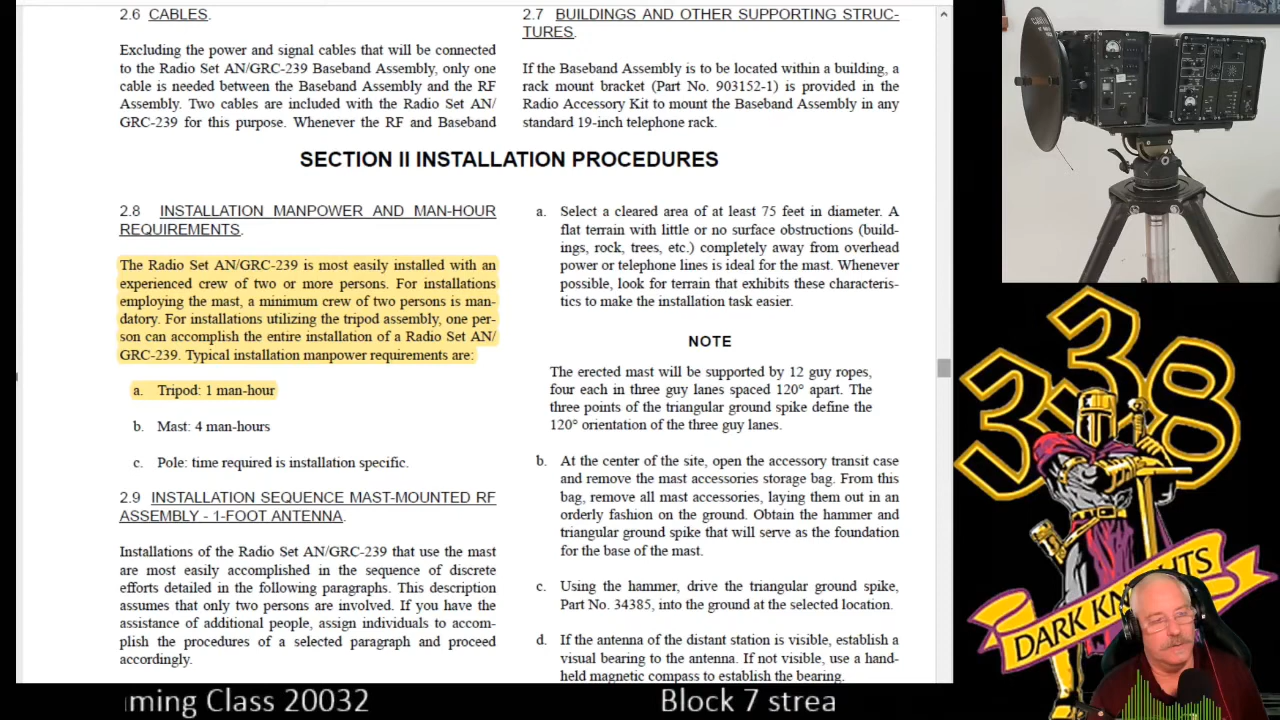 2.6 CABLES.
Excluding the power and signal cables that will be connected
to the Radio Set AN/GRC-239 Baseband Assembly, only one
cable is needed between the Baseband Assembly and the RF
Assembly. Two cables are included with the Radio Set AN/
GRC-239 for this purpose. Whenever the RF and Baseband
2.7 BUILDINGS AND OTHER SUPPORTING STRUC-
TURES.
If the Baseband Assembly is to be located within a building, a
rack mount bracket (Part No. 903152-1) is provided in the
Radio Accessory Kit to mount the Baseband Assembly in any
standard 19-inch telephone rack.
SECTION II INSTALLATION PROCEDURES
2.8 INSTALLATION MANPOWER AND MAN-HOUR
REQUIREMENTS.
The Radio Set AN/GRC-239 is most easily installed with an
experienced crew of two or more persons. For installations
employing the mast, a minimum crew of two persons is man-
datory. For installations utilizing the tripod assembly, one per-
son can accomplish the entire installation of a Radio Set AN/
GRC-239. Typical installation manpower requirements are:
a. Tripod: 1 man-hour
b. Mast: 4 man-hours
c. Pole: time required is installation specific.
2.9 INSTALLATION SEQUENCE MAST-MOUNTED RF
ASSEMBLY - 1-FOOT ANTENNA.
Installations of the Radio Set AN/GRC-239 that use the mast
are most easily accomplished in the sequence of discrete
efforts detailed in the following paragraphs. This description
assumes that only two persons are involved. If you have the
assistance of additional people, assign individuals to accom-
plish the procedures of a selected paragraph and proceed
accordingly.
a. Select a cleared area of at least 75 feet in diameter. A
flat terrain with little or no surface obstructions (build-
ings, rock, trees, etc.) completely away from overhead
power or telephone lines is ideal for the mast. Whenever
possible, look for terrain that exhibits these characteris-
tics to make the installation task easier.
NOTE
The erected mast will be supported by 12 guy ropes,
four each in three guy lanes spaced 120° apart. The
three points of the triangular ground spike define the
120° orientation of the three guy lanes.
b. At the center of the site, open the accessory transit case
and remove the mast accessories storage bag. From this
bag, remove all mast accessories, laying them out in an
orderly fashion on the ground. Obtain the hammer and
triangular ground spike that will serve as the foundation
for the base of the mast.
c. Using the hammer, drive the triangular ground spike,
Part No. 34385, into the ground at the selected location.
d. If the antenna of the distant station is visible, establish a
visual bearing to the antenna. If not visible, use a hand-
held magnetic compass to establish the bearing.
338
DARK KN HTS
ming Class 20032 Block 7 strea